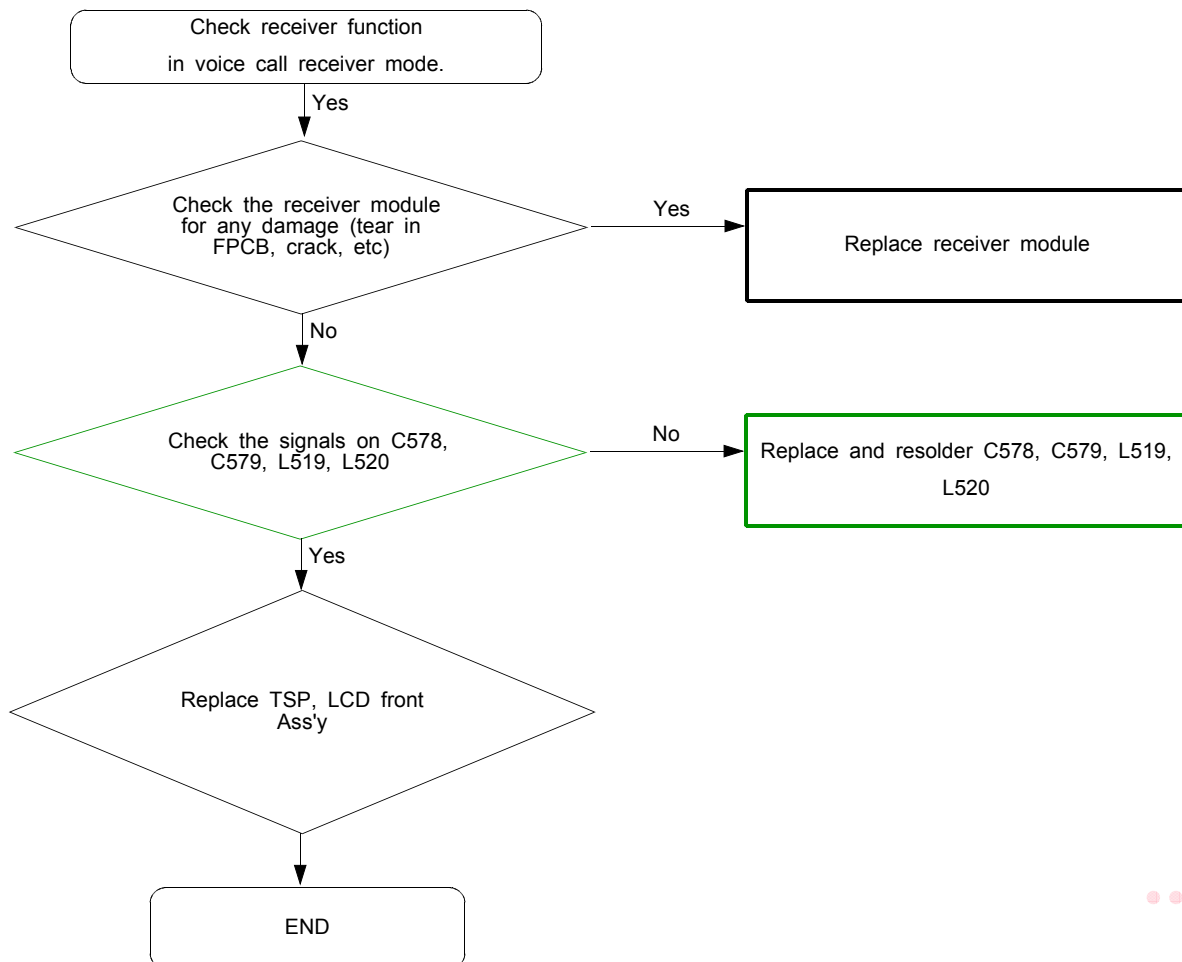 Check receiver function
in voice call receiver mode.
Yes
Check the receiver module
for any damage (tear in
FPCB, crack, etc)
Yes
Replace receiver module
No
Check the signals on C578,
C579, L519, L520
No
Replace and resolder C578, C579, L519,
L520
Yes
Replace TSP, LCD front
Ass'y
END